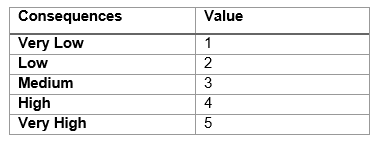 Consequences Value
Very Low 1
Low 2
Medium 3
High 4
Very High 5